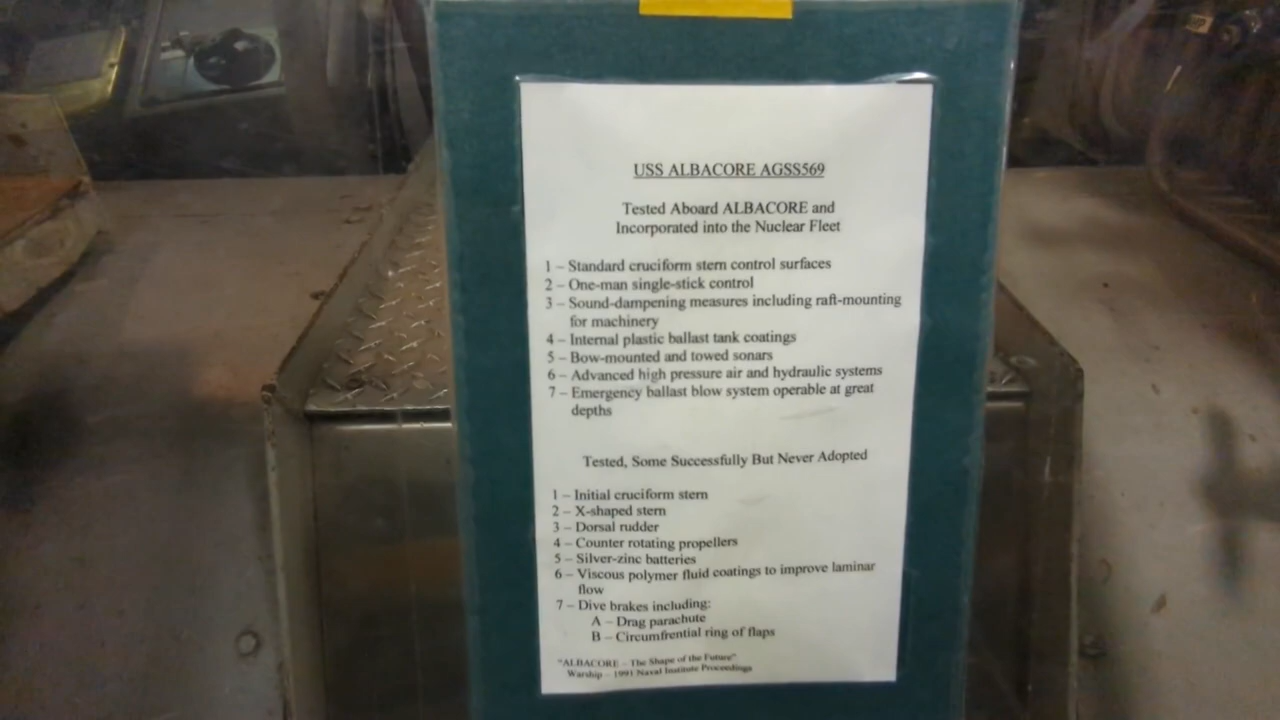 USS ALBACORE AGSS569
Tested Aboard ALBACORE and
Incorporated into the Nuclear Fleet
1 – Standard cruciform stern control surfaces
2 – One-man single-stick control
3 – Sound-dampening measures including raft-mounting
for machinery
4 – Internal plastic ballast tank coatings
5 – Bow-mounted and towed sonars
6 – Advanced high pressure air and hydraulic systems
7 – Emergency ballast blow system operable at great
depths
Tested, Some Successfully But Never Adopted
1 – Initial cruciform stern
2 – X-shaped stern
3 – Dorsal rudder
4 – Counter rotating propellers
5 – Silver-zinc batteries
6 – Viscous polymer fluid coatings to improve laminar
flow
7 – Dive brakes including:
A – Drag parachute
B – Circumfrential ring of flaps
"ALBACORE – The Shape of the Future"
Warship – 1991 Naval Institute Proceedings